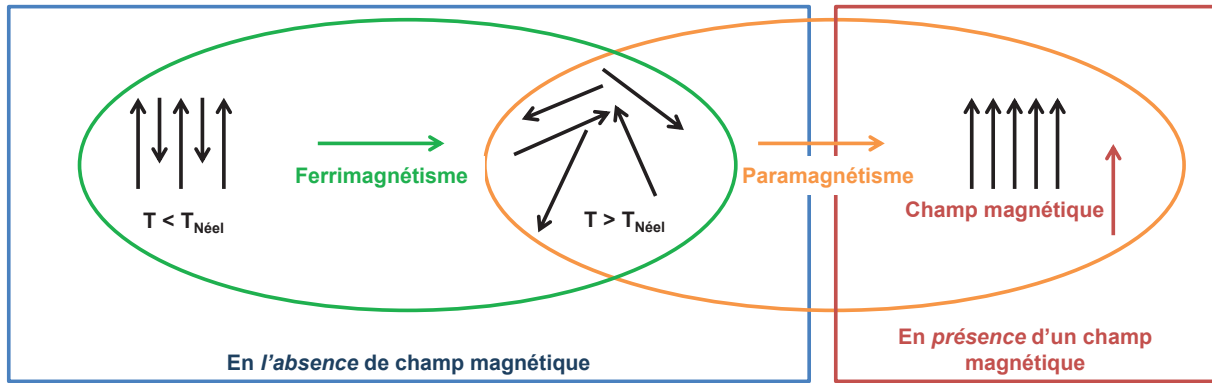 T < TNéel
Ferrimagnétisme
T > TNéel
Paramagnétisme
Champ magnétique
En l'absence de champ magnétique
En présence d'un champ
magnétique